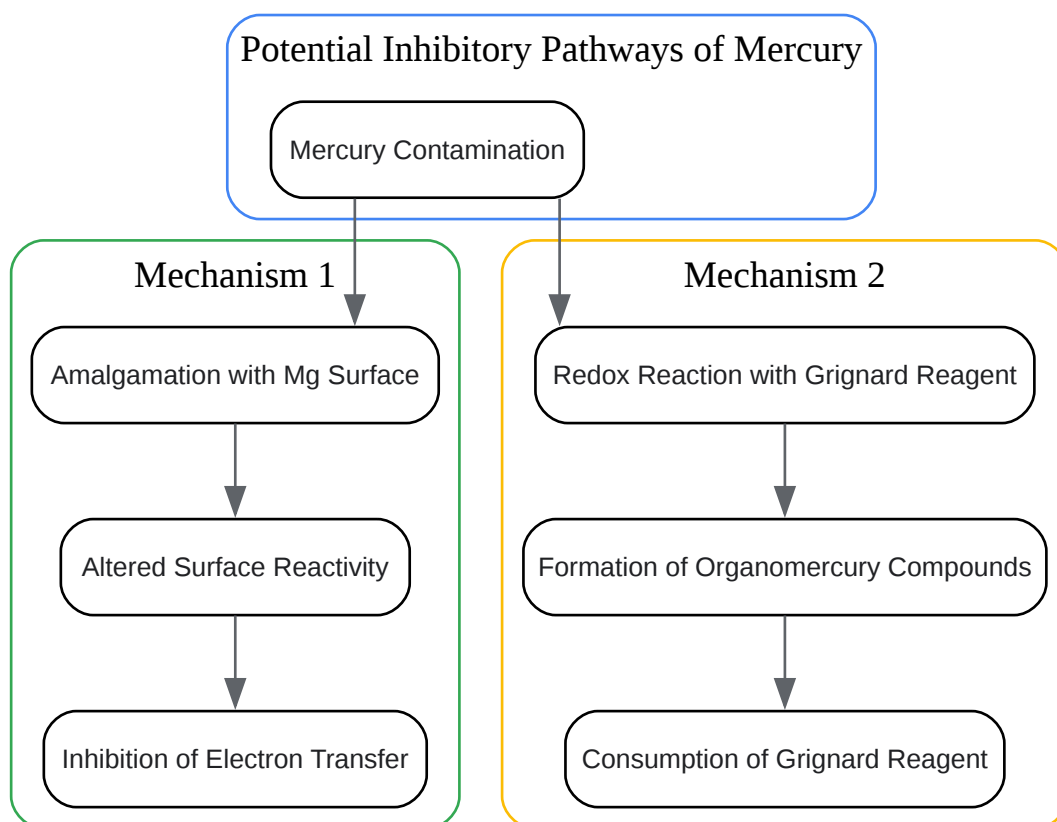 Potential Inhibitory Pathways of Mercury
Mercury Contamination
Mechanism 1
Amalgamation with Mg Surface
Altered Surface Reactivity
Inhibition of Electron Transfer
Mechanism 2
Redox Reaction with Grignard Reagent
Formation of Organomercury Compounds
Consumption of Grignard Reagent